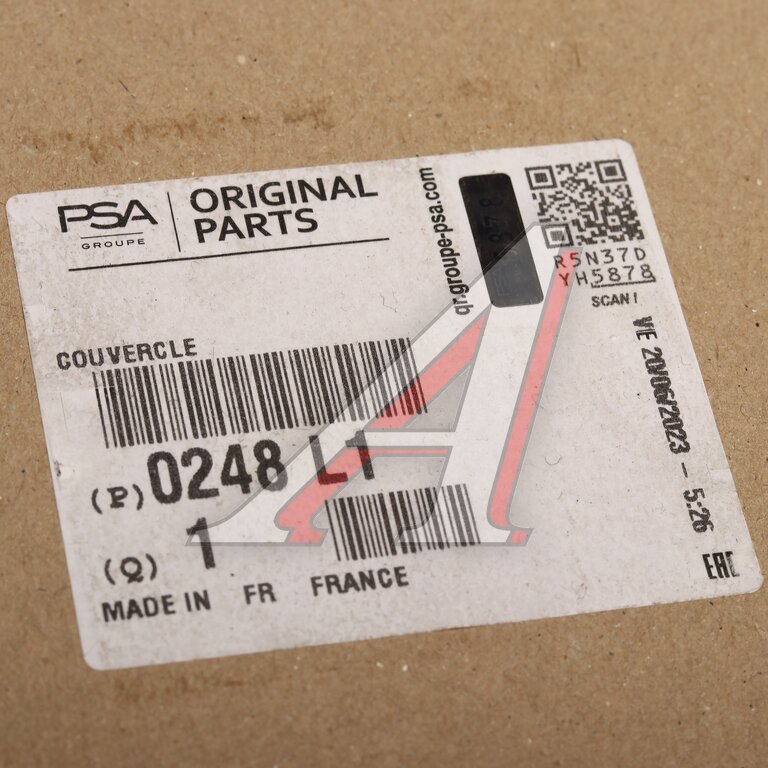 PSA
GROUPE
ORIGINAL
PARTS
qr.groupe-psa.com
R5N37D
YH5878
SCAN!
COUVERCLE
(P) 0248 L1
(Q) 1
MADE IN FR FRANCE
VE 20/06/2023 - 5:26
EAC